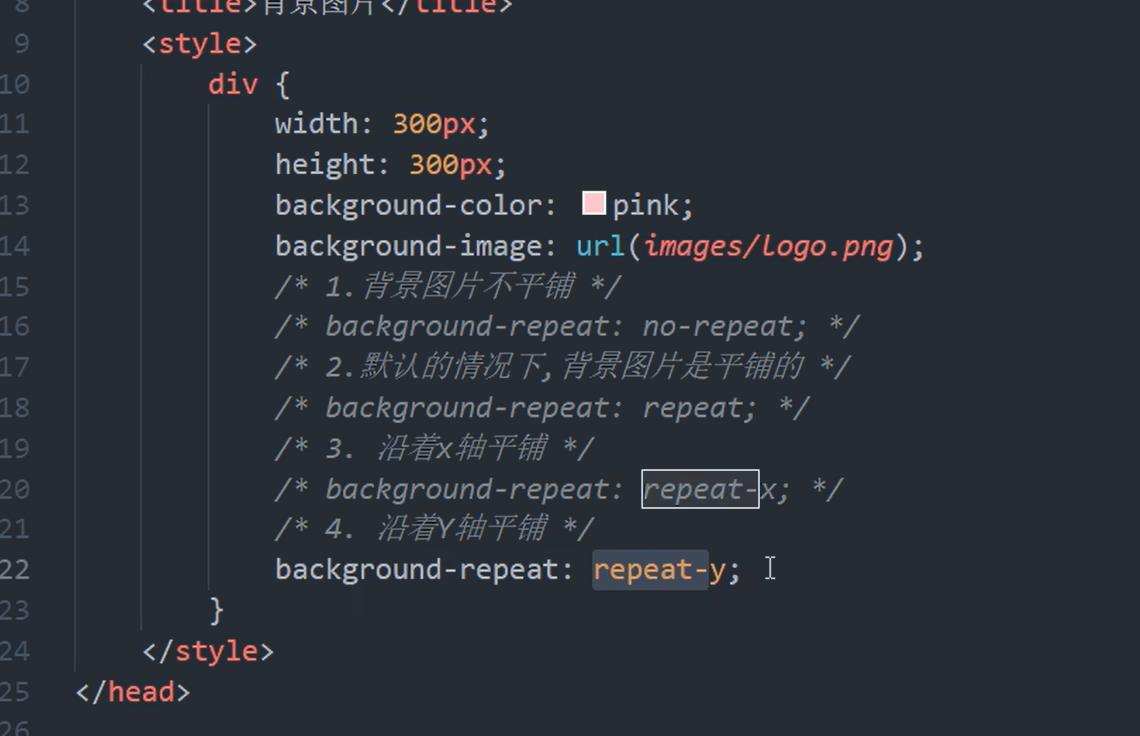 8 <title>背景图片</title>
9 <style>
10 div {
11 width: 300px;
12 height: 300px;
13 background-color: pink;
14 background-image: url(images/logo.png);
15 /* 1.背景图片不平铺 */
16 /* background-repeat: no-repeat; */
17 /* 2.默认的情况下,背景图片是平铺的 */
18 /* background-repeat: repeat; */
19 /* 3. 沿着x轴平铺 */
20 /* background-repeat: repeat-x; */
21 /* 4. 沿着Y轴平铺 */
22 background-repeat: repeat-y;
23 }
24 </style>
25 </head>
26